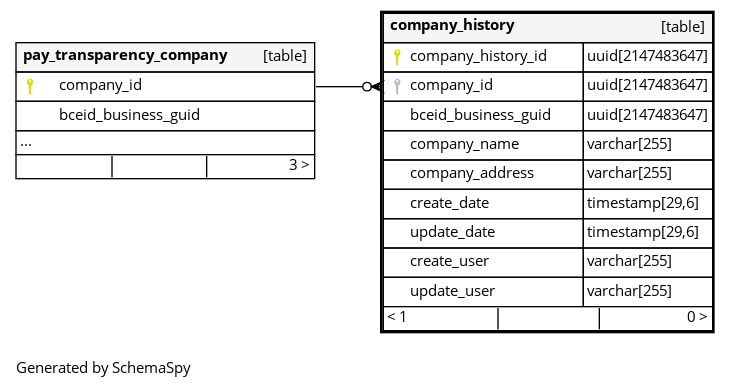 pay_transparency_company [table]
company_id
bceid_business_guid
...
3 >
company_history [table]
company_history_id uuid[2147483647]
company_id uuid[2147483647]
bceid_business_guid uuid[2147483647]
company_name varchar[255]
company_address varchar[255]
create_date timestamp[29,6]
update_date timestamp[29,6]
create_user varchar[255]
update_user varchar[255]
< 1 0 >
Generated by SchemaSpy